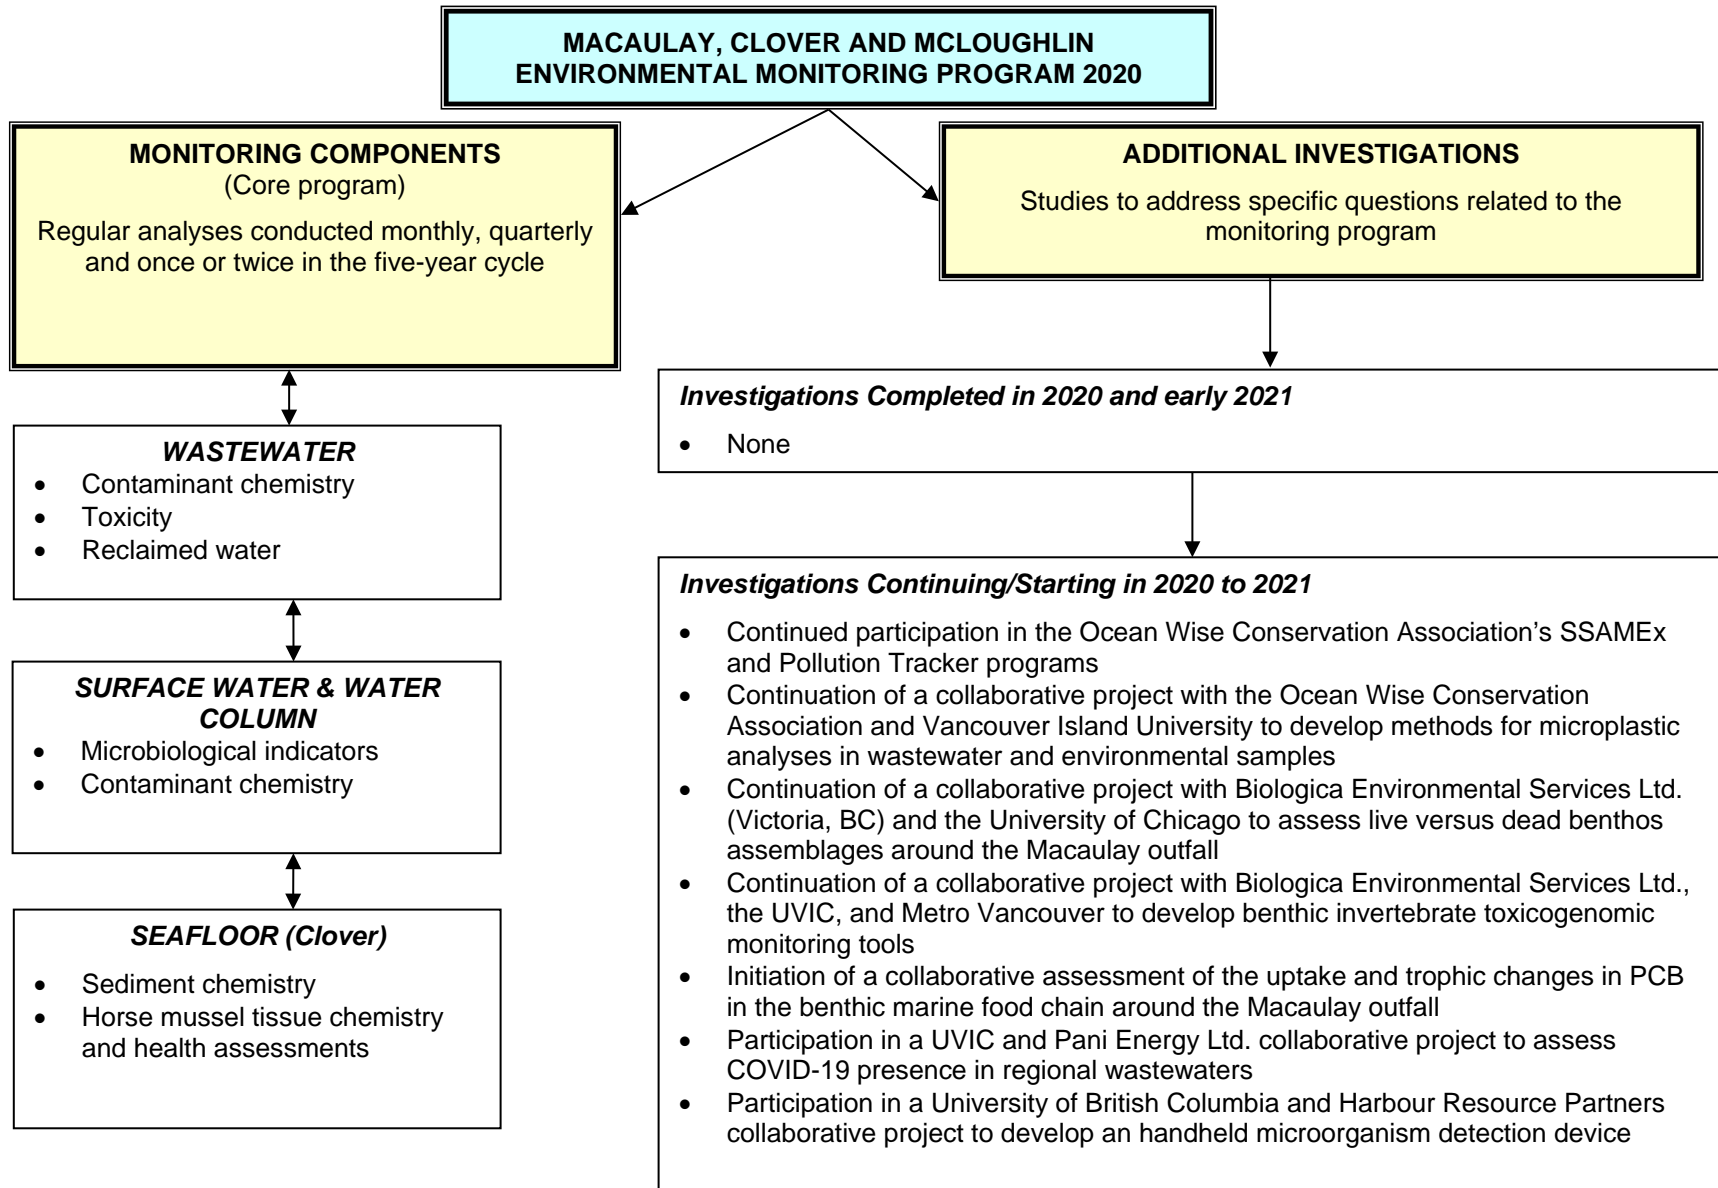 MACAULAY, CLOVER AND MCLOUGHLIN
ENVIRONMENTAL MONITORING PROGRAM 2020
MONITORING COMPONENTS
(Core program)
Regular analyses conducted monthly, quarterly
and once or twice in the five-year cycle
ADDITIONAL INVESTIGATIONS
Studies to address specific questions related to the
monitoring program
WASTEWATER
• Contaminant chemistry
• Toxicity
• Reclaimed water
SURFACE WATER & WATER
COLUMN
• Microbiological indicators
• Contaminant chemistry
SEAFLOOR (Clover)
• Sediment chemistry
• Horse mussel tissue chemistry
and health assessments
Investigations Completed in 2020 and early 2021
• None
Investigations Continuing/Starting in 2020 to 2021
• Continued participation in the Ocean Wise Conservation Association's SSAMEx
and Pollution Tracker programs
• Continuation of a collaborative project with the Ocean Wise Conservation
Association and Vancouver Island University to develop methods for microplastic
analyses in wastewater and environmental samples
• Continuation of a collaborative project with Biologica Environmental Services Ltd.
(Victoria, BC) and the University of Chicago to assess live versus dead benthos
assemblages around the Macaulay outfall
• Continuation of a collaborative project with Biologica Environmental Services Ltd.,
the UVIC, and Metro Vancouver to develop benthic invertebrate toxicogenomic
monitoring tools
• Initiation of a collaborative assessment of the uptake and trophic changes in PCB
in the benthic marine food chain around the Macaulay outfall
• Participation in a UVIC and Pani Energy Ltd. collaborative project to assess
COVID-19 presence in regional wastewaters
• Participation in a University of British Columbia and Harbour Resource Partners
collaborative project to develop an handheld microorganism detection device